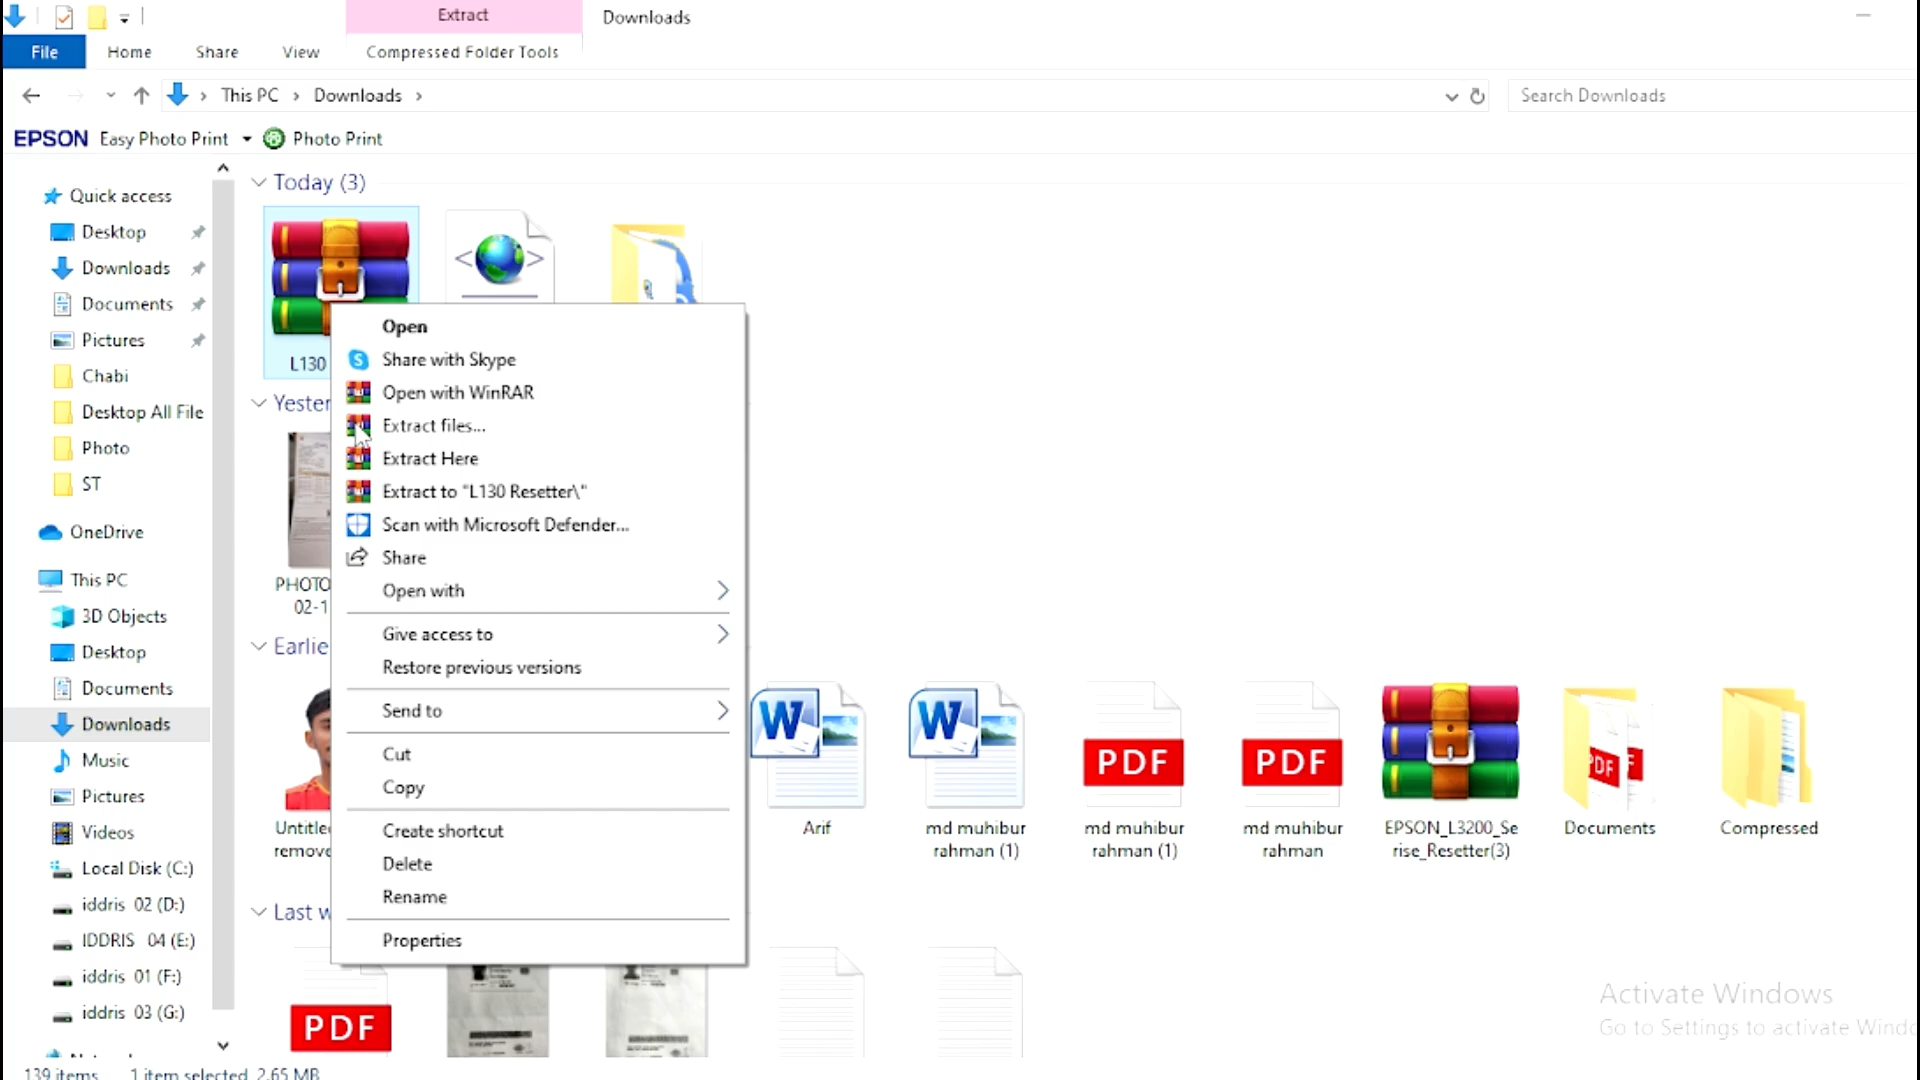 Extract
Downloads
File
Home
Share
View
Compressed Folder Tools
This PC
Downloads
Search Downloads
EPSON Easy Photo Print
Photo Print
Quick access
Desktop
Downloads
Documents
Pictures
Chabi
Desktop All File
Photo
ST
OneDrive
This PC
3D Objects
Desktop
Documents
Downloads
Music
Pictures
Videos
Local Disk (C:)
iddris 02 (D:)
IDDRIS 04 (E:)
iddris 01 (F:)
iddris 03 (G:)
Today (3)
L130
Yester
PHOTO
02-1
Earlie
Untitle
remove
Last w
Open
Share with Skype
Open with WinRAR
Extract files...
Extract Here
Extract to "L130 Resetter\"
Scan with Microsoft Defender...
Share
Open with
Give access to
Restore previous versions
Send to
Cut
Copy
Create shortcut
Delete
Rename
Properties
Arif
md muhibur
rahman (1)
PDF
md muhibur
rahman (1)
PDF
md muhibur
rahman
EPSON_L3200_Se
rise_Resetter(3)
PDF
Documents
Compressed
PDF
Activate Windows
Go to Settings to activate Windo
139 items
1 item selected 2.65 MB